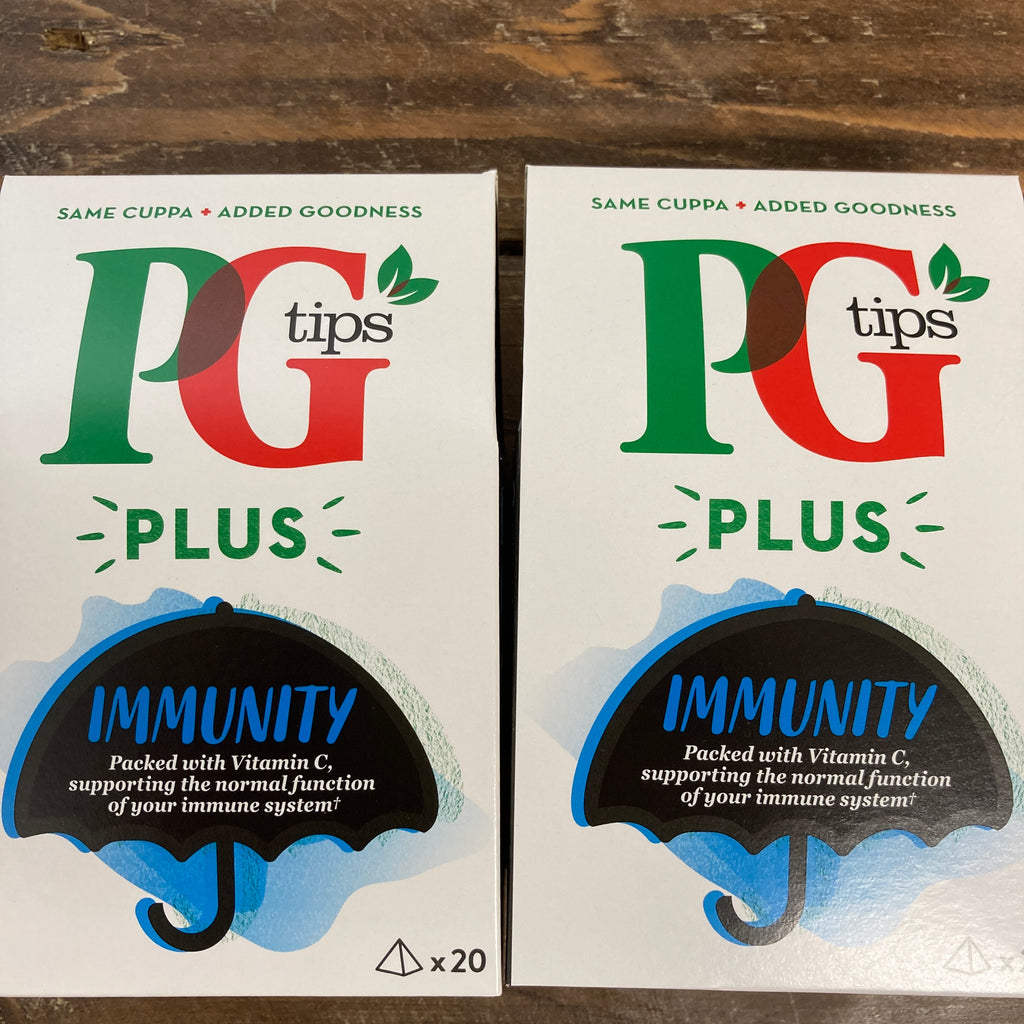 SAME CUPPA + ADDED GOODNESS
PG
tips
PLUS
IMMUNITY
Packed with Vitamin C,
supporting the normal function
of your immune system†
x 20
SAME CUPPA + ADDED GOODNESS
PG
tips
PLUS
IMMUNITY
Packed with Vitamin C,
supporting the normal function
of your immune system†